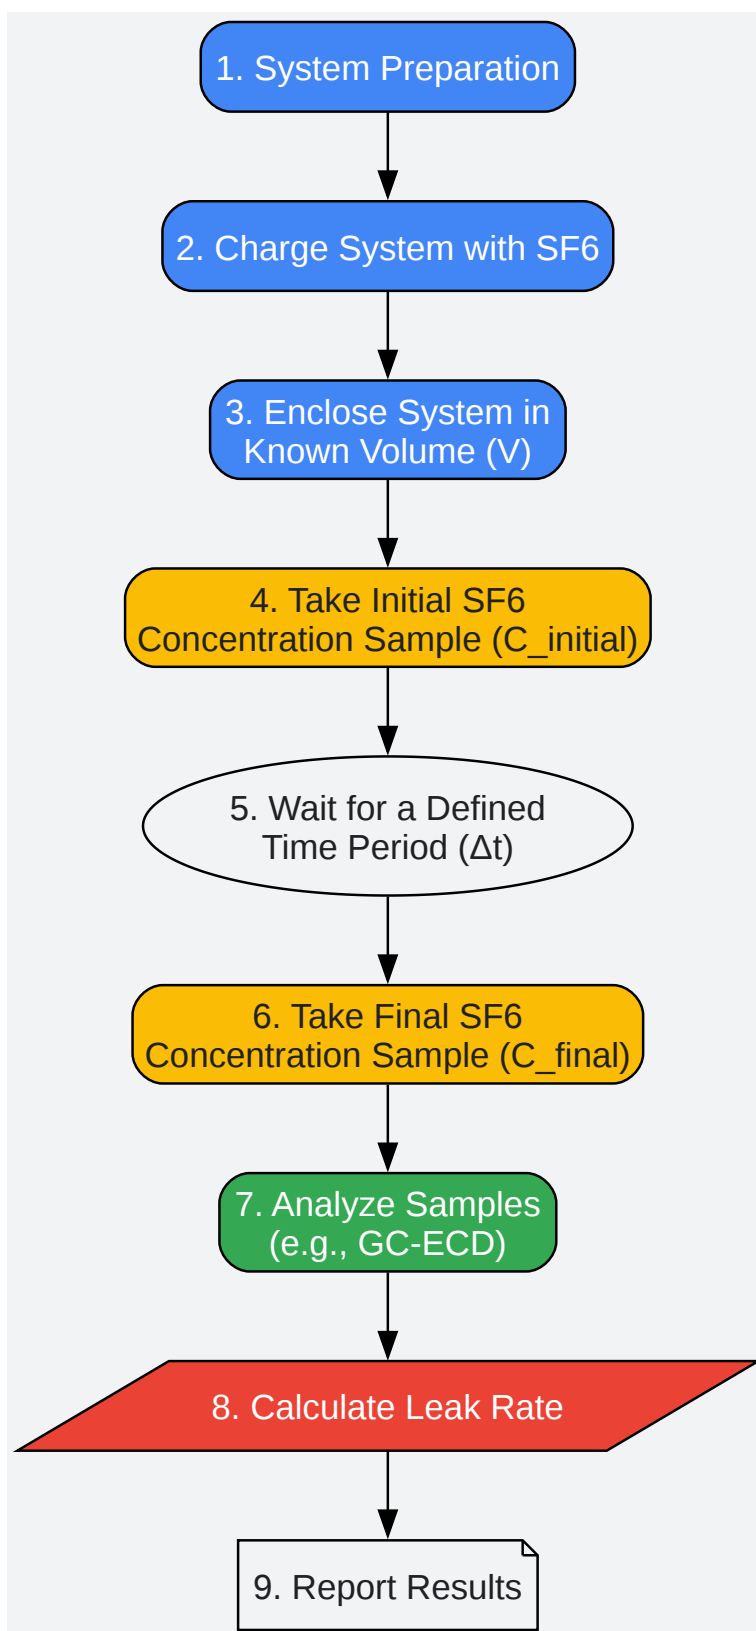 1. System Preparation
2. Charge System with SF6
3. Enclose System in
Known Volume (V)
4. Take Initial SF6
Concentration Sample (C_initial)
5. Wait for a Defined
Time Period (Δt)
6. Take Final SF6
Concentration Sample (C_final)
7. Analyze Samples
(e.g., GC-ECD)
8. Calculate Leak Rate
9. Report Results